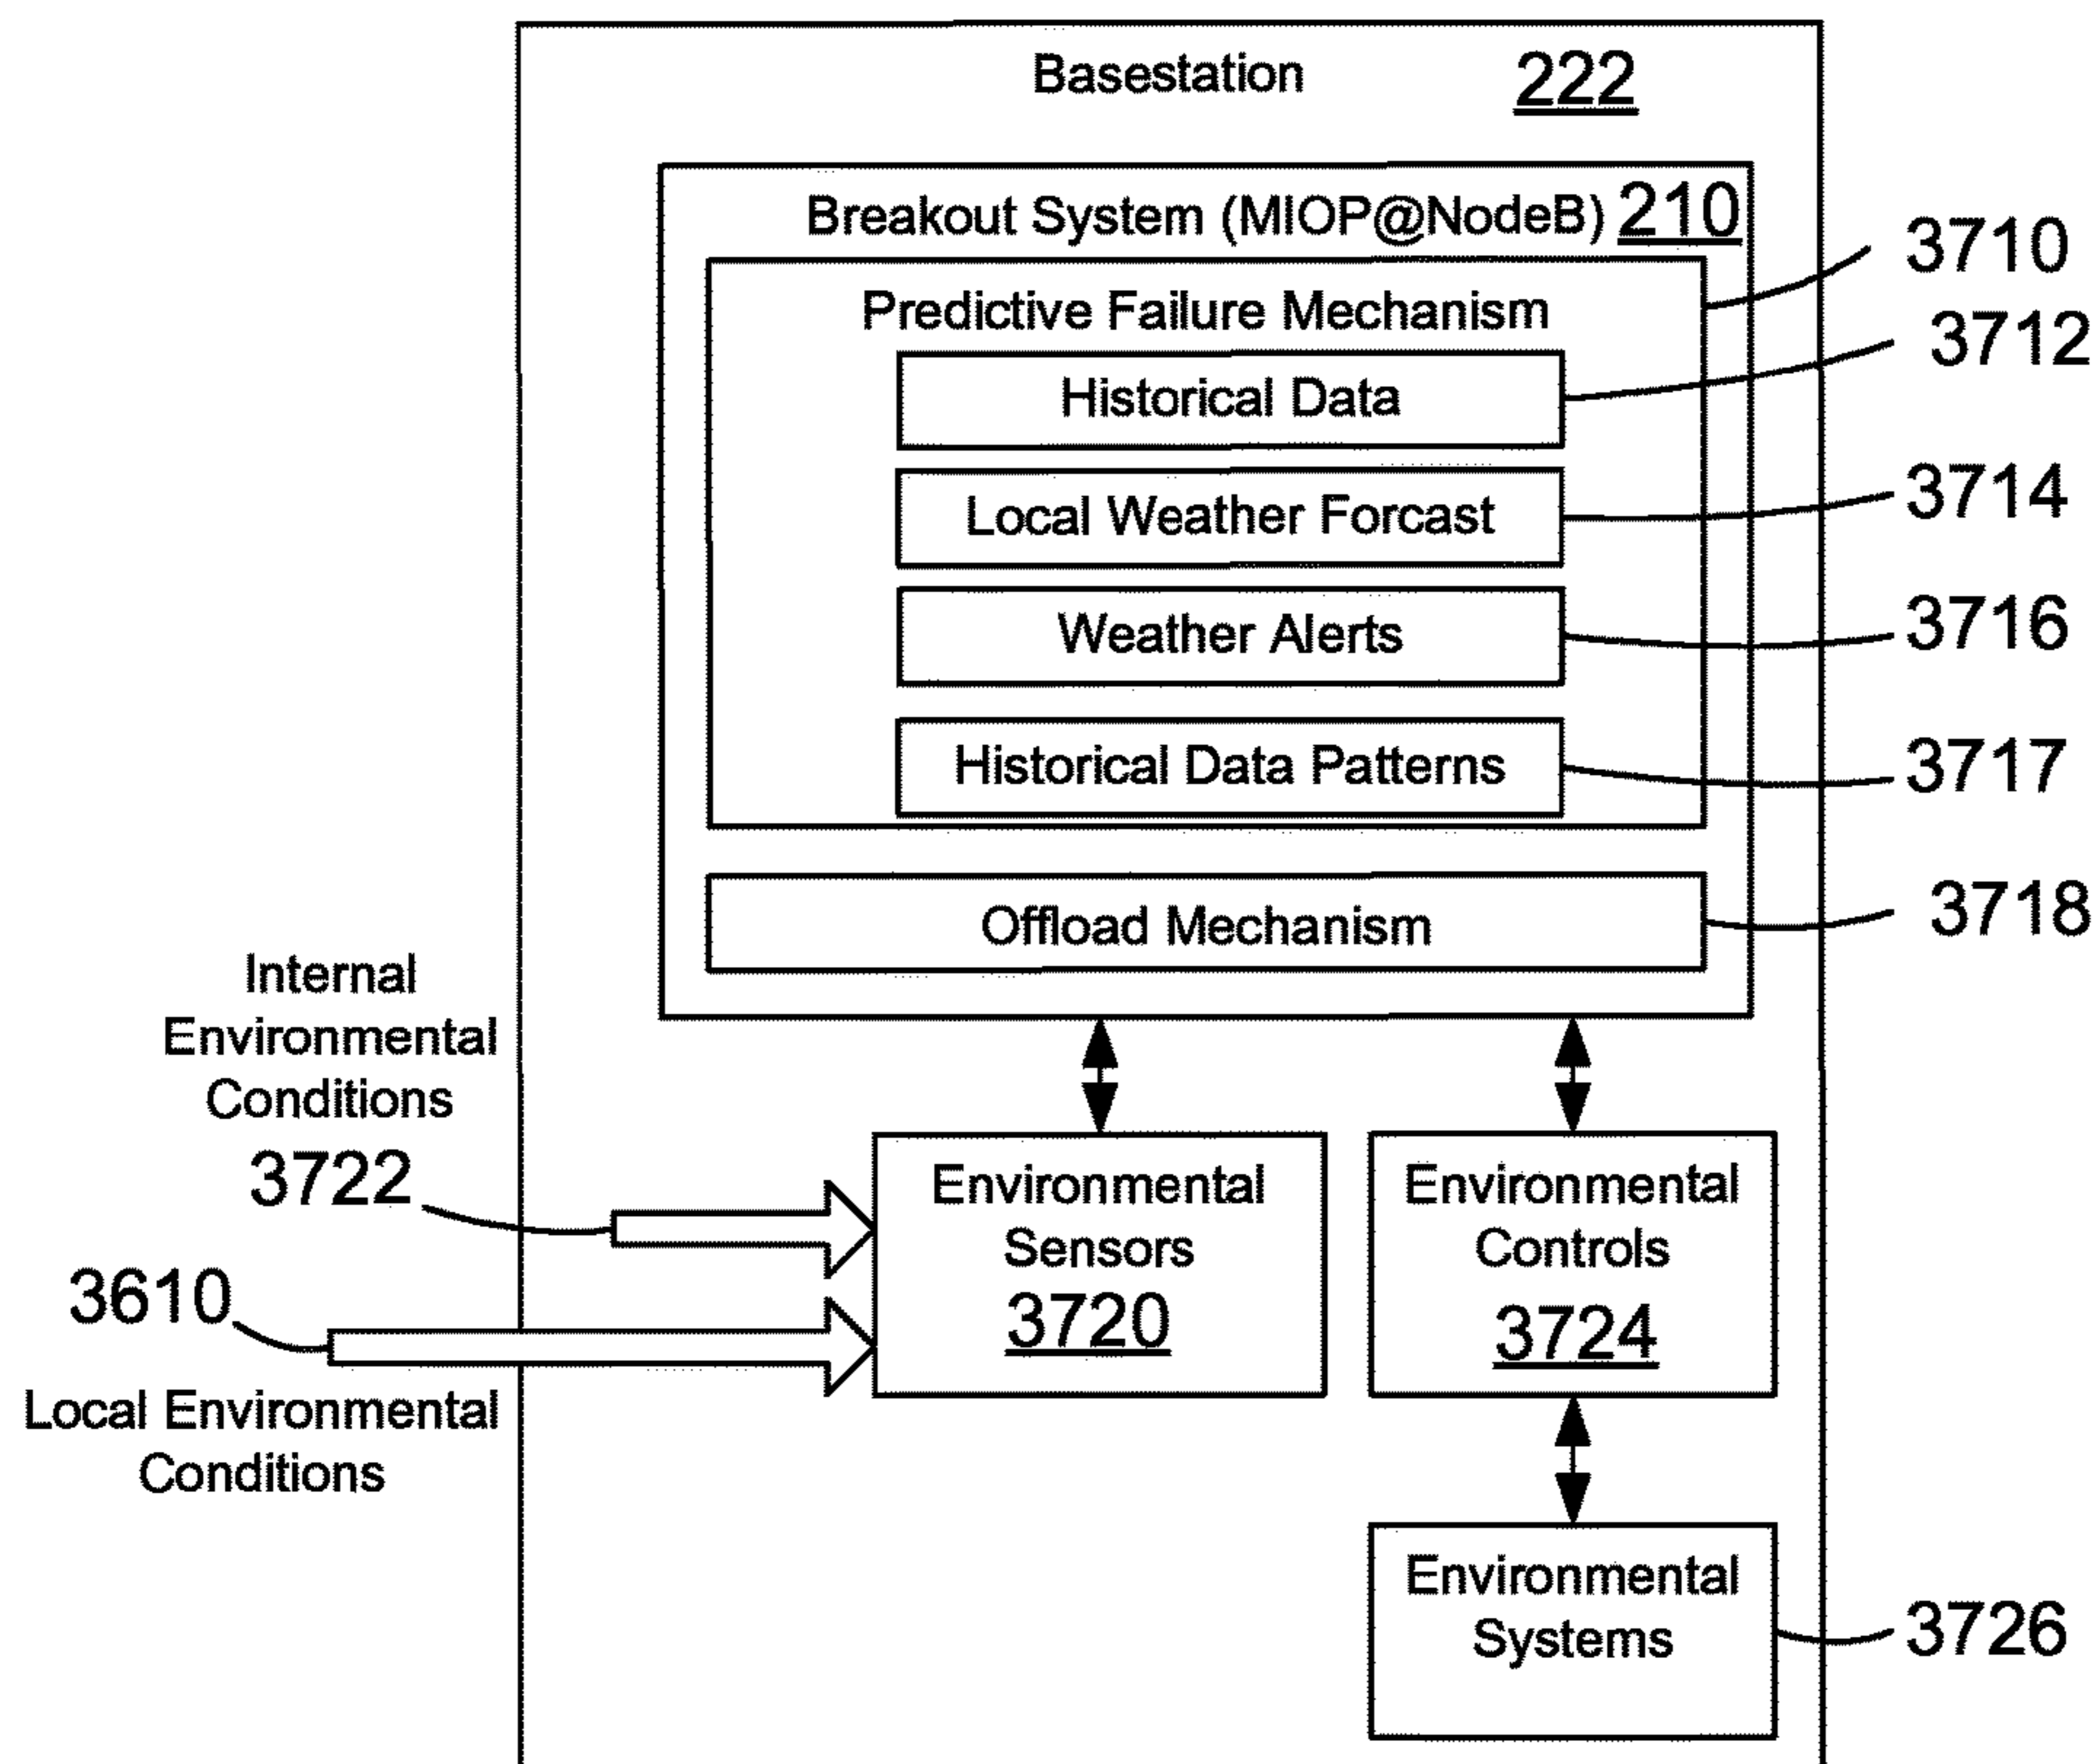 Basestation 222
Breakout System (MIOP@NodeB) 210
3710
Predictive Failure Mechanism
3712
Historical Data
3714
Local Weather Forcast
3716
Weather Alerts
3717
Historical Data Patterns
3718
Offload Mechanism
Internal
Environmental
Conditions
3722
3610
Local Environmental
Conditions
Environmental
Sensors
3720
Environmental
Controls
3724
Environmental
Systems
3726